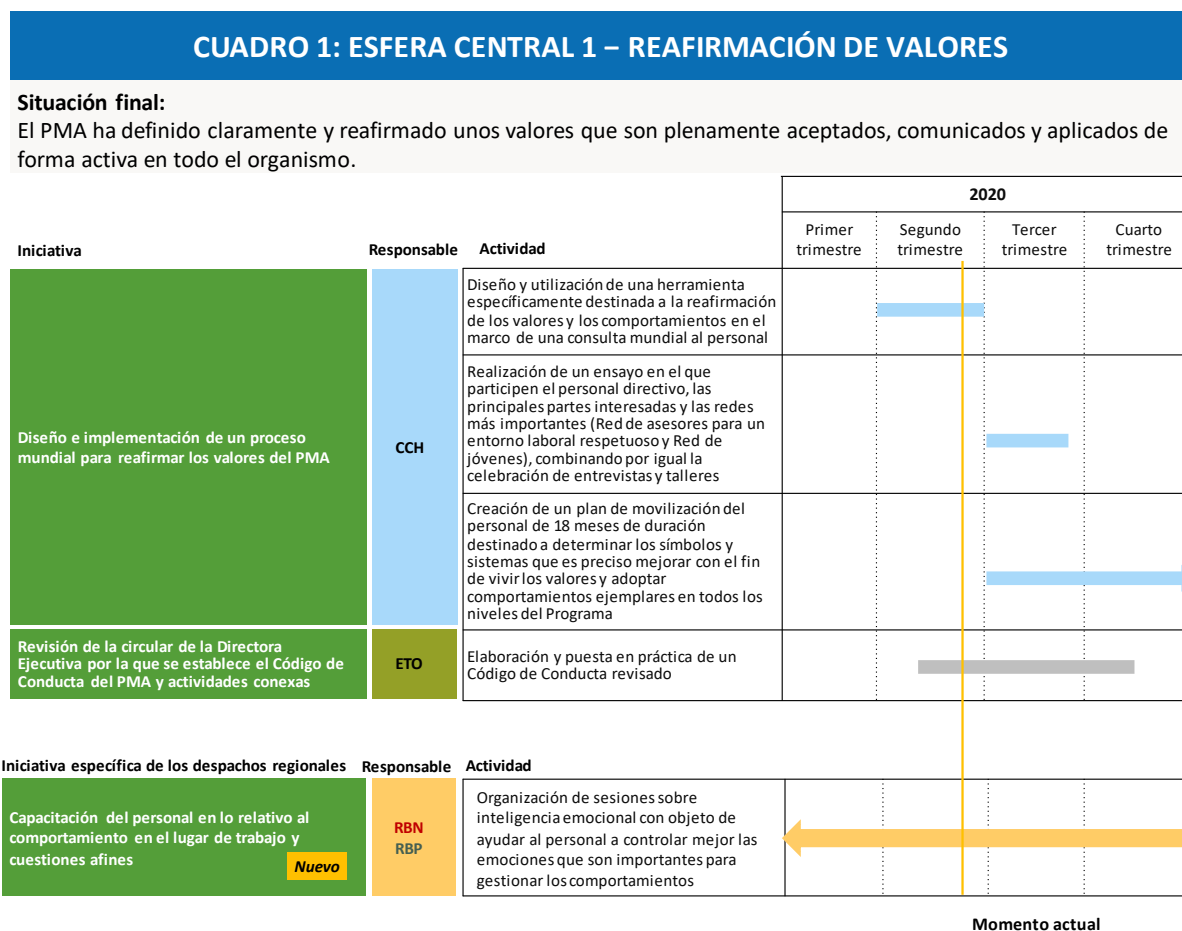 CUADRO 1: ESFERA CENTRAL 1 – REAFIRMACIÓN DE VALORES
Situación final:
El PMA ha definido claramente y reafirmado unos valores que son plenamente aceptados, comunicados y aplicados de
forma activa en todo el organismo.
2020
Primer
trimestre
Segundo
trimestre
Tercer
trimestre
Cuarto
trimestre
Iniciativa
Responsable
Actividad
Diseño e implementación de un proceso
mundial para reafirmar los valores del PMA
CCH
Diseño y utilización de una herramienta
específicamente destinada a la reafirmación
de los valores y los comportamientos en el
marco de una consulta mundial al personal
Realización de un ensayo en el que
participen el personal directivo, las
principales partes interesadas y las redes
más importantes (Red de asesores para un
entorno laboral respetuoso y Red de
jóvenes), combinando por igual la
celebración de entrevistas y talleres
Creación de un plan de movilización del
personal de 18 meses de duración
destinado a determinar los símbolos y
sistemas que es preciso mejorar con el fin
de vivir los valores y adoptar
comportamientos ejemplares en todos los
niveles del Programa
Revisión de la circular de la Directora
Ejecutiva por la que se establece el Código de
Conducta del PMA y actividades conexas
ETO
Elaboración y puesta en práctica de un
Código de Conducta revisado
Iniciativa específica de los despachos regionales
Responsable
Actividad
Capacitación del personal en lo relativo al
comportamiento en el lugar de trabajo y
cuestiones afines
Nuevo
RBN
RBP
Organización de sesiones sobre
inteligencia emocional con objeto de
ayudar al personal a controlar mejor las
emociones que son importantes para
gestionar los comportamientos
Momento actual